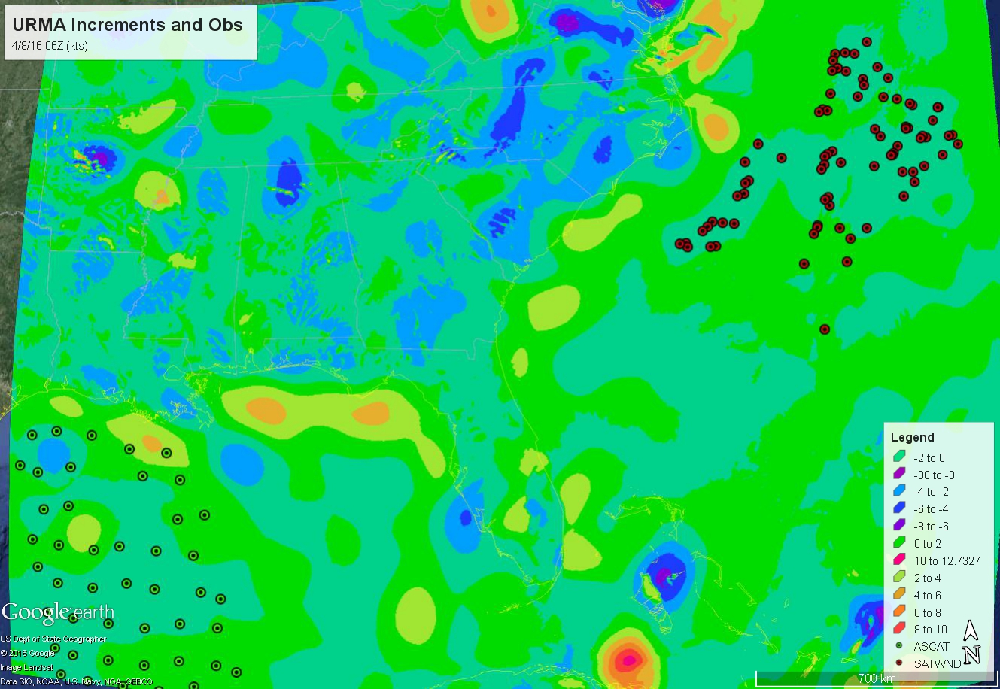 URMA Increments and Obs
4/8/16 06Z (kts)
Legend
-2 to 0
-30 to -8
-4 to -2
-6 to -4
-8 to -6
0 to 2
10 to 12.7327
2 to 4
4 to 6
6 to 8
8 to 10
ASCAT
SATWND
N
700 km
Google earth
US Dept of State Geographer
© 2016 Google
Image Landsat
Data SIO, NOAA, U.S. Navy, NGA, GEBCO